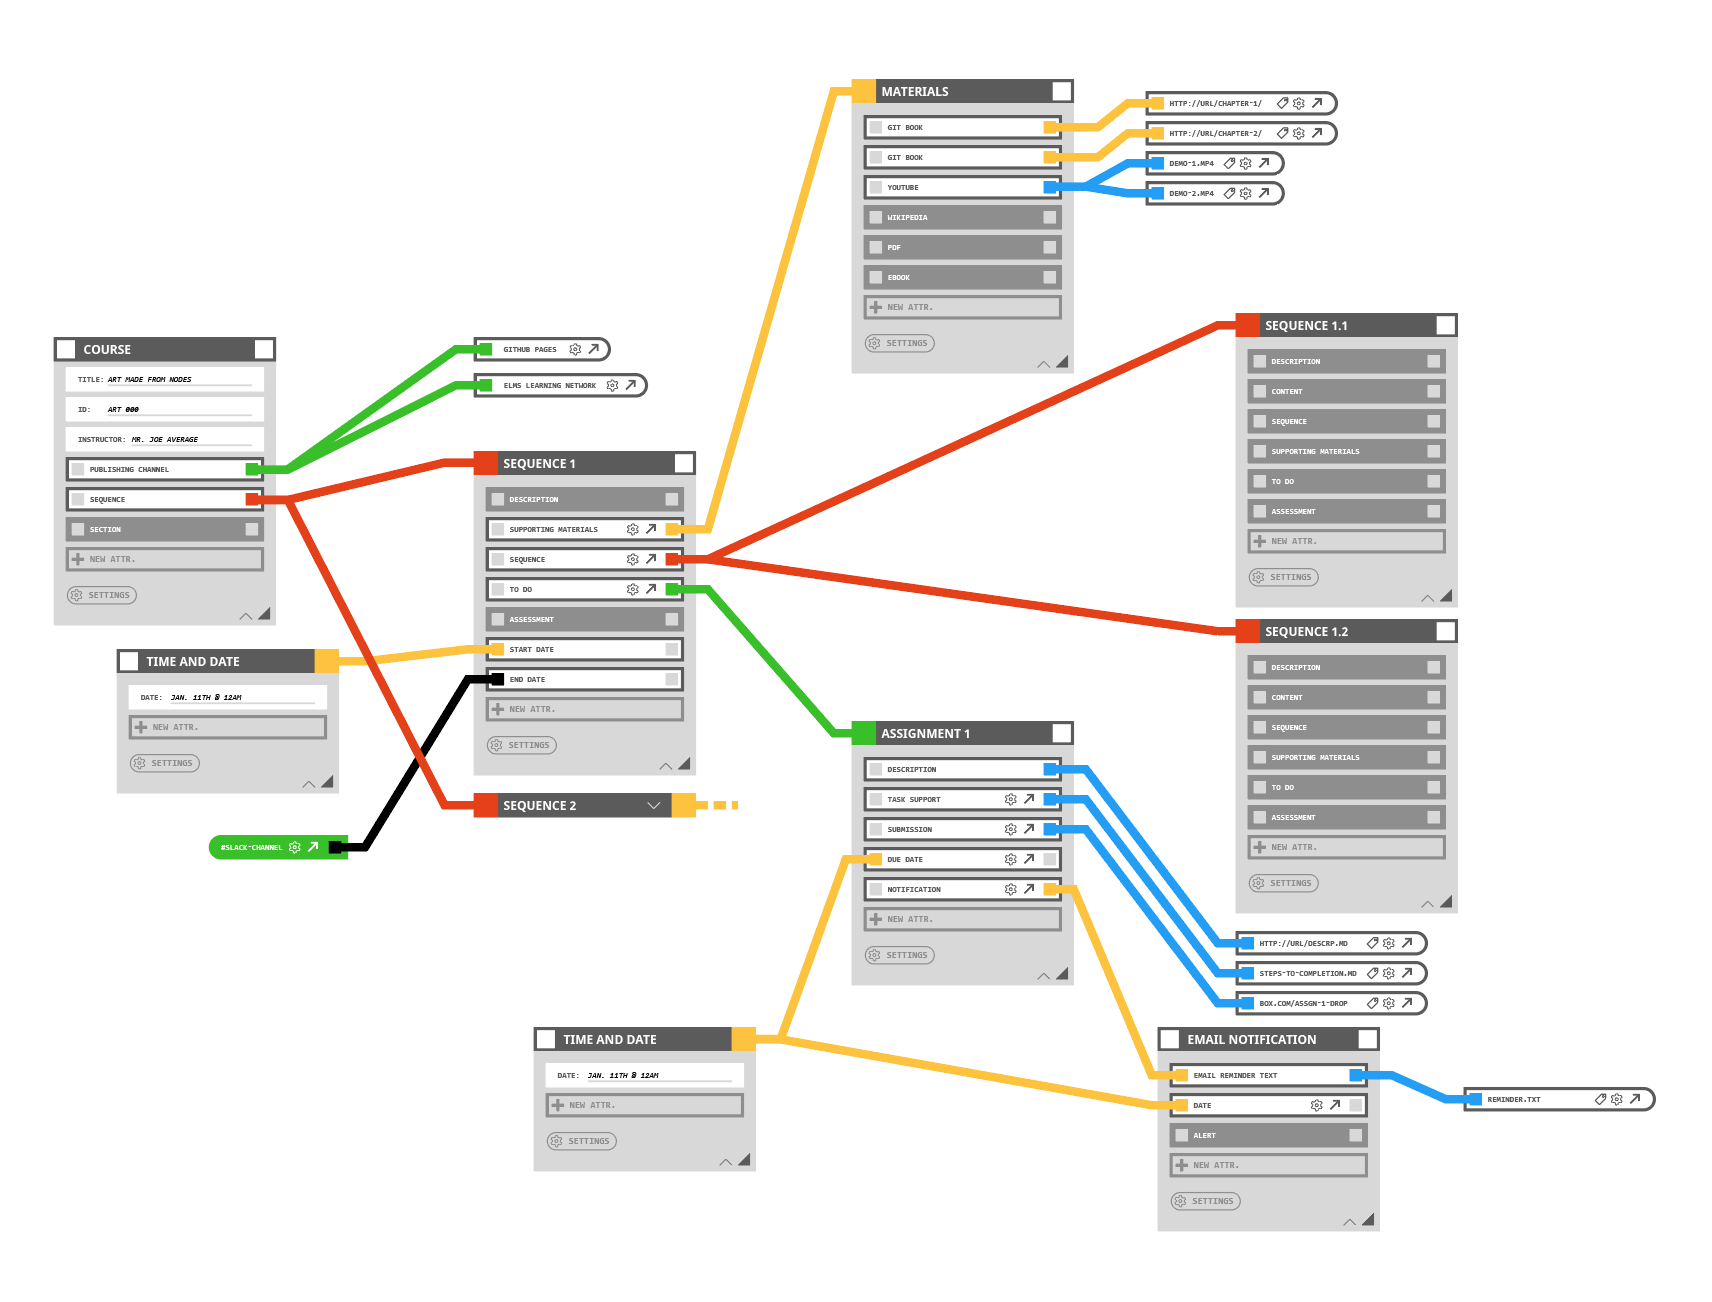 MATERIALS
GIT BOOK
GIT BOOK
YOUTUBE
WIKIPEDIA
PDF
EBOOK
NEW ATTR.
SETTINGS
HTTP://URL/CHAPTER-1/
HTTP://URL/CHAPTER-2/
DEMO-1.MP4
DEMO-2.MP4
COURSE
TITLE: ART MADE FROM NODES
ID: ART 000
INSTRUCTOR: MR. JOE AVERAGE
PUBLISHING CHANNEL
SEQUENCE
SECTION
NEW ATTR.
SETTINGS
GITHUB PAGES
ELMS LEARNING NETWORK
SEQUENCE 1
DESCRIPTION
SUPPORTING MATERIALS
SEQUENCE
TO DO
ASSESSMENT
START DATE
END DATE
NEW ATTR.
SETTINGS
SEQUENCE 2
TIME AND DATE
DATE: JAN. 11TH @ 12AM
NEW ATTR.
SETTINGS
#SLACK-CHANNEL
SEQUENCE 1.1
DESCRIPTION
CONTENT
SEQUENCE
SUPPORTING MATERIALS
TO DO
ASSESSMENT
NEW ATTR.
SETTINGS
SEQUENCE 1.2
DESCRIPTION
CONTENT
SEQUENCE
SUPPORTING MATERIALS
TO DO
ASSESSMENT
NEW ATTR.
SETTINGS
ASSIGNMENT 1
DESCRIPTION
TASK SUPPORT
SUBMISSION
DUE DATE
NOTIFICATION
NEW ATTR.
SETTINGS
HTTP://URL/DESCRP.MD
STEPS-TO-COMPLETION.MD
BOX.COM/ASSGN-1-DROP
TIME AND DATE
DATE: JAN. 11TH @ 12AM
NEW ATTR.
SETTINGS
EMAIL NOTIFICATION
EMAIL REMINDER TEXT
DATE
ALERT
NEW ATTR.
SETTINGS
REMINDER.TXT